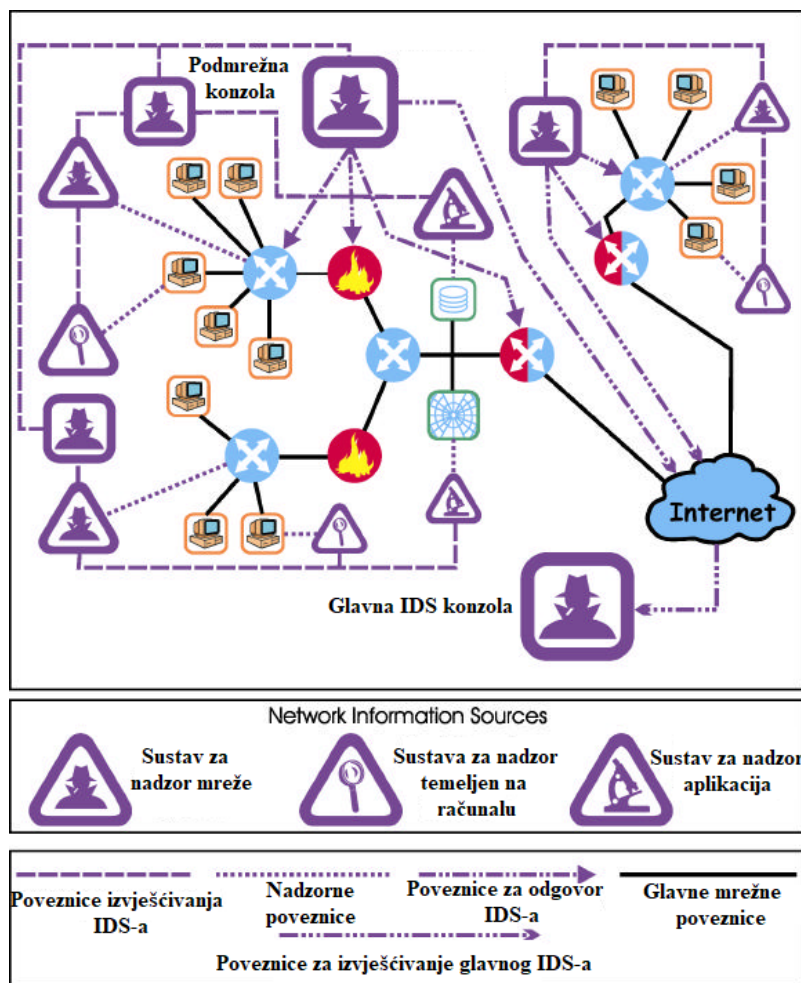 Podmrežna
konzola
Internet
Glavna IDS konzola
Network Information Sources
Sustav za
nadzor mreže
Sustava za nadzor
temeljen na
računalu
Sustav za nadzor
aplikacija
Poveznice izvješćivanja
IDS-a
Nadzorne
poveznice
Poveznice za odgovor
IDS-a
Glavne mrežne
poveznice
Poveznice za izvješćivanje glavnog IDS-a